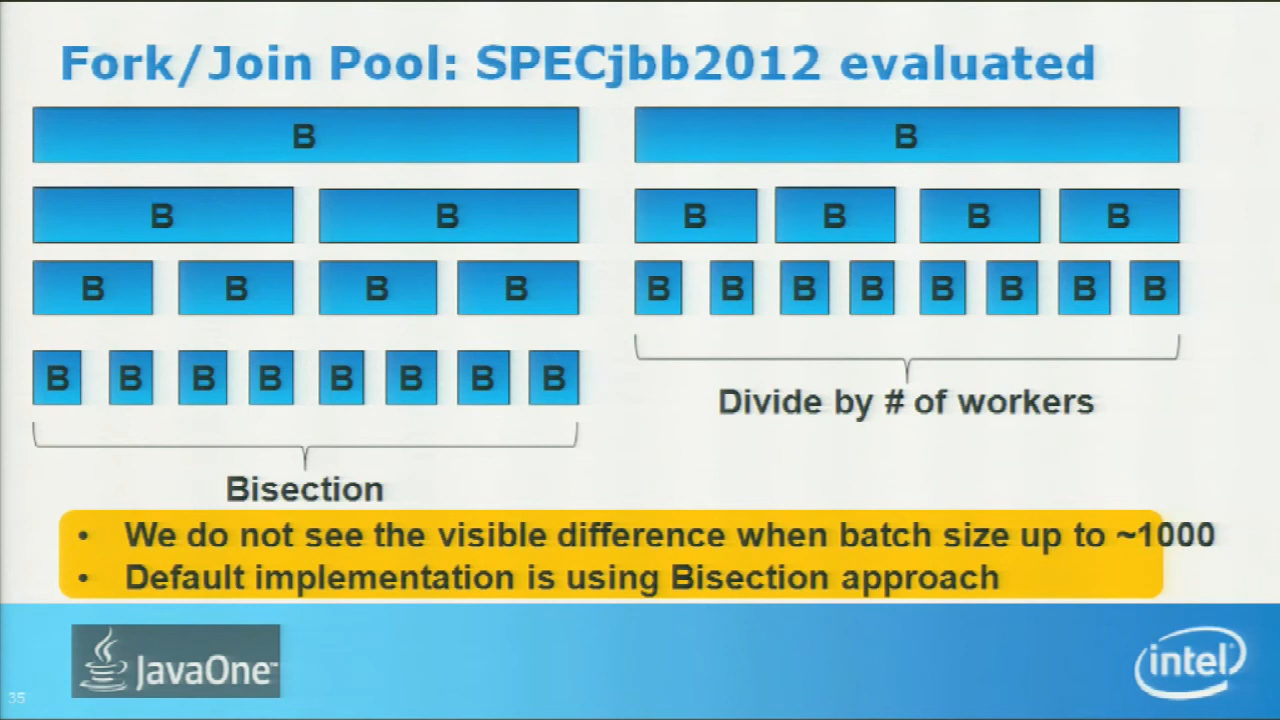 Fork/Join Pool: SPECjbb2012 evaluated
B
B B
B B B B
B B B B B B B B
Bisection
B
B B B B
B B B B B B B B
Divide by # of workers
• We do not see the visible difference when batch size up to ~1000
• Default implementation is using Bisection approach
JavaOne™
intel
35